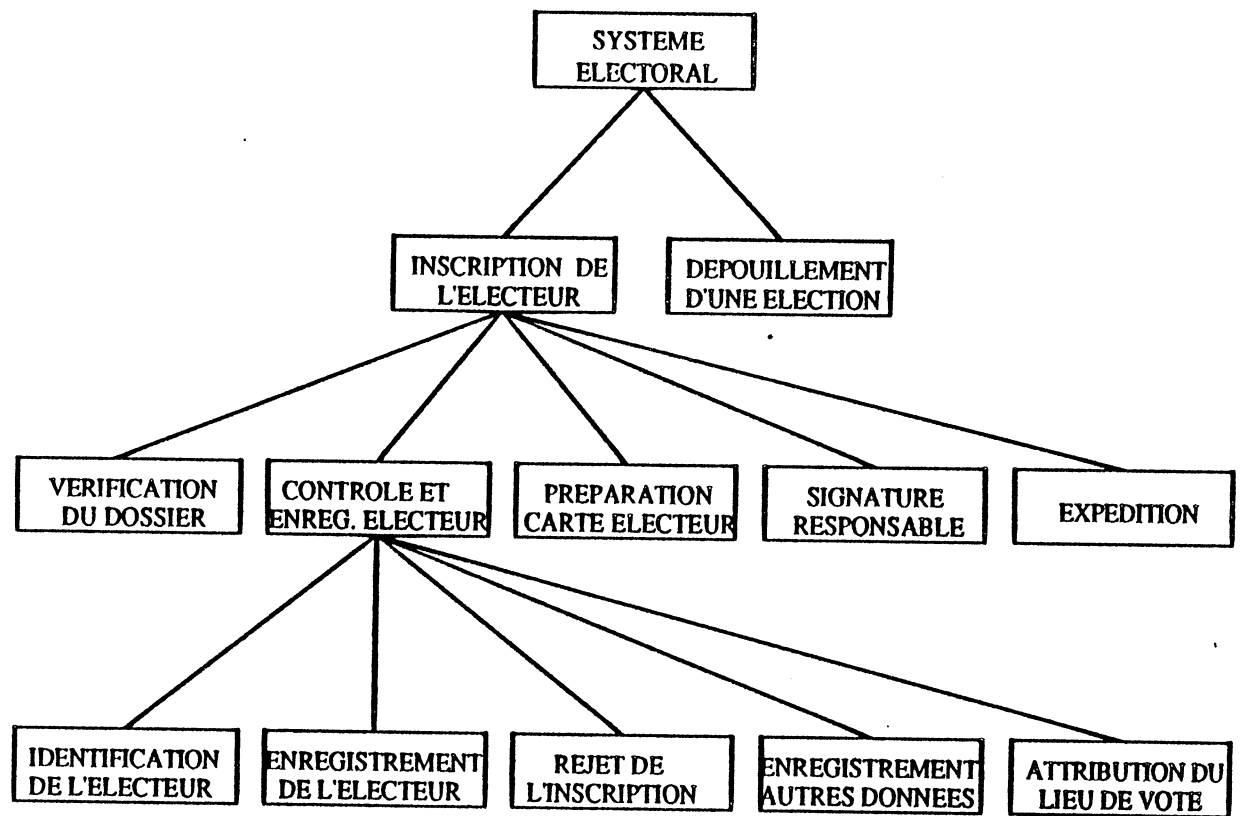 SYSTEME
ELECTORAL
INSCRIPTION DE
L'ELECTEUR
DEPOUILLEMENT
D'UNE ELECTION
VERIFICATION
DU DOSSIER
CONTROLE ET
ENREG. ELECTEUR
PREPARATION
CARTE ELECTEUR
SIGNATURE
RESPONSABLE
EXPEDITION
IDENTIFICATION
DE L'ELECTEUR
ENREGISTREMENT
DE L'ELECTEUR
REJET DE
L'INSCRIPTION
ENREGISTREMENT
AUTRES DONNEES
ATTRIBUTION DU
LIEU DE VOTE